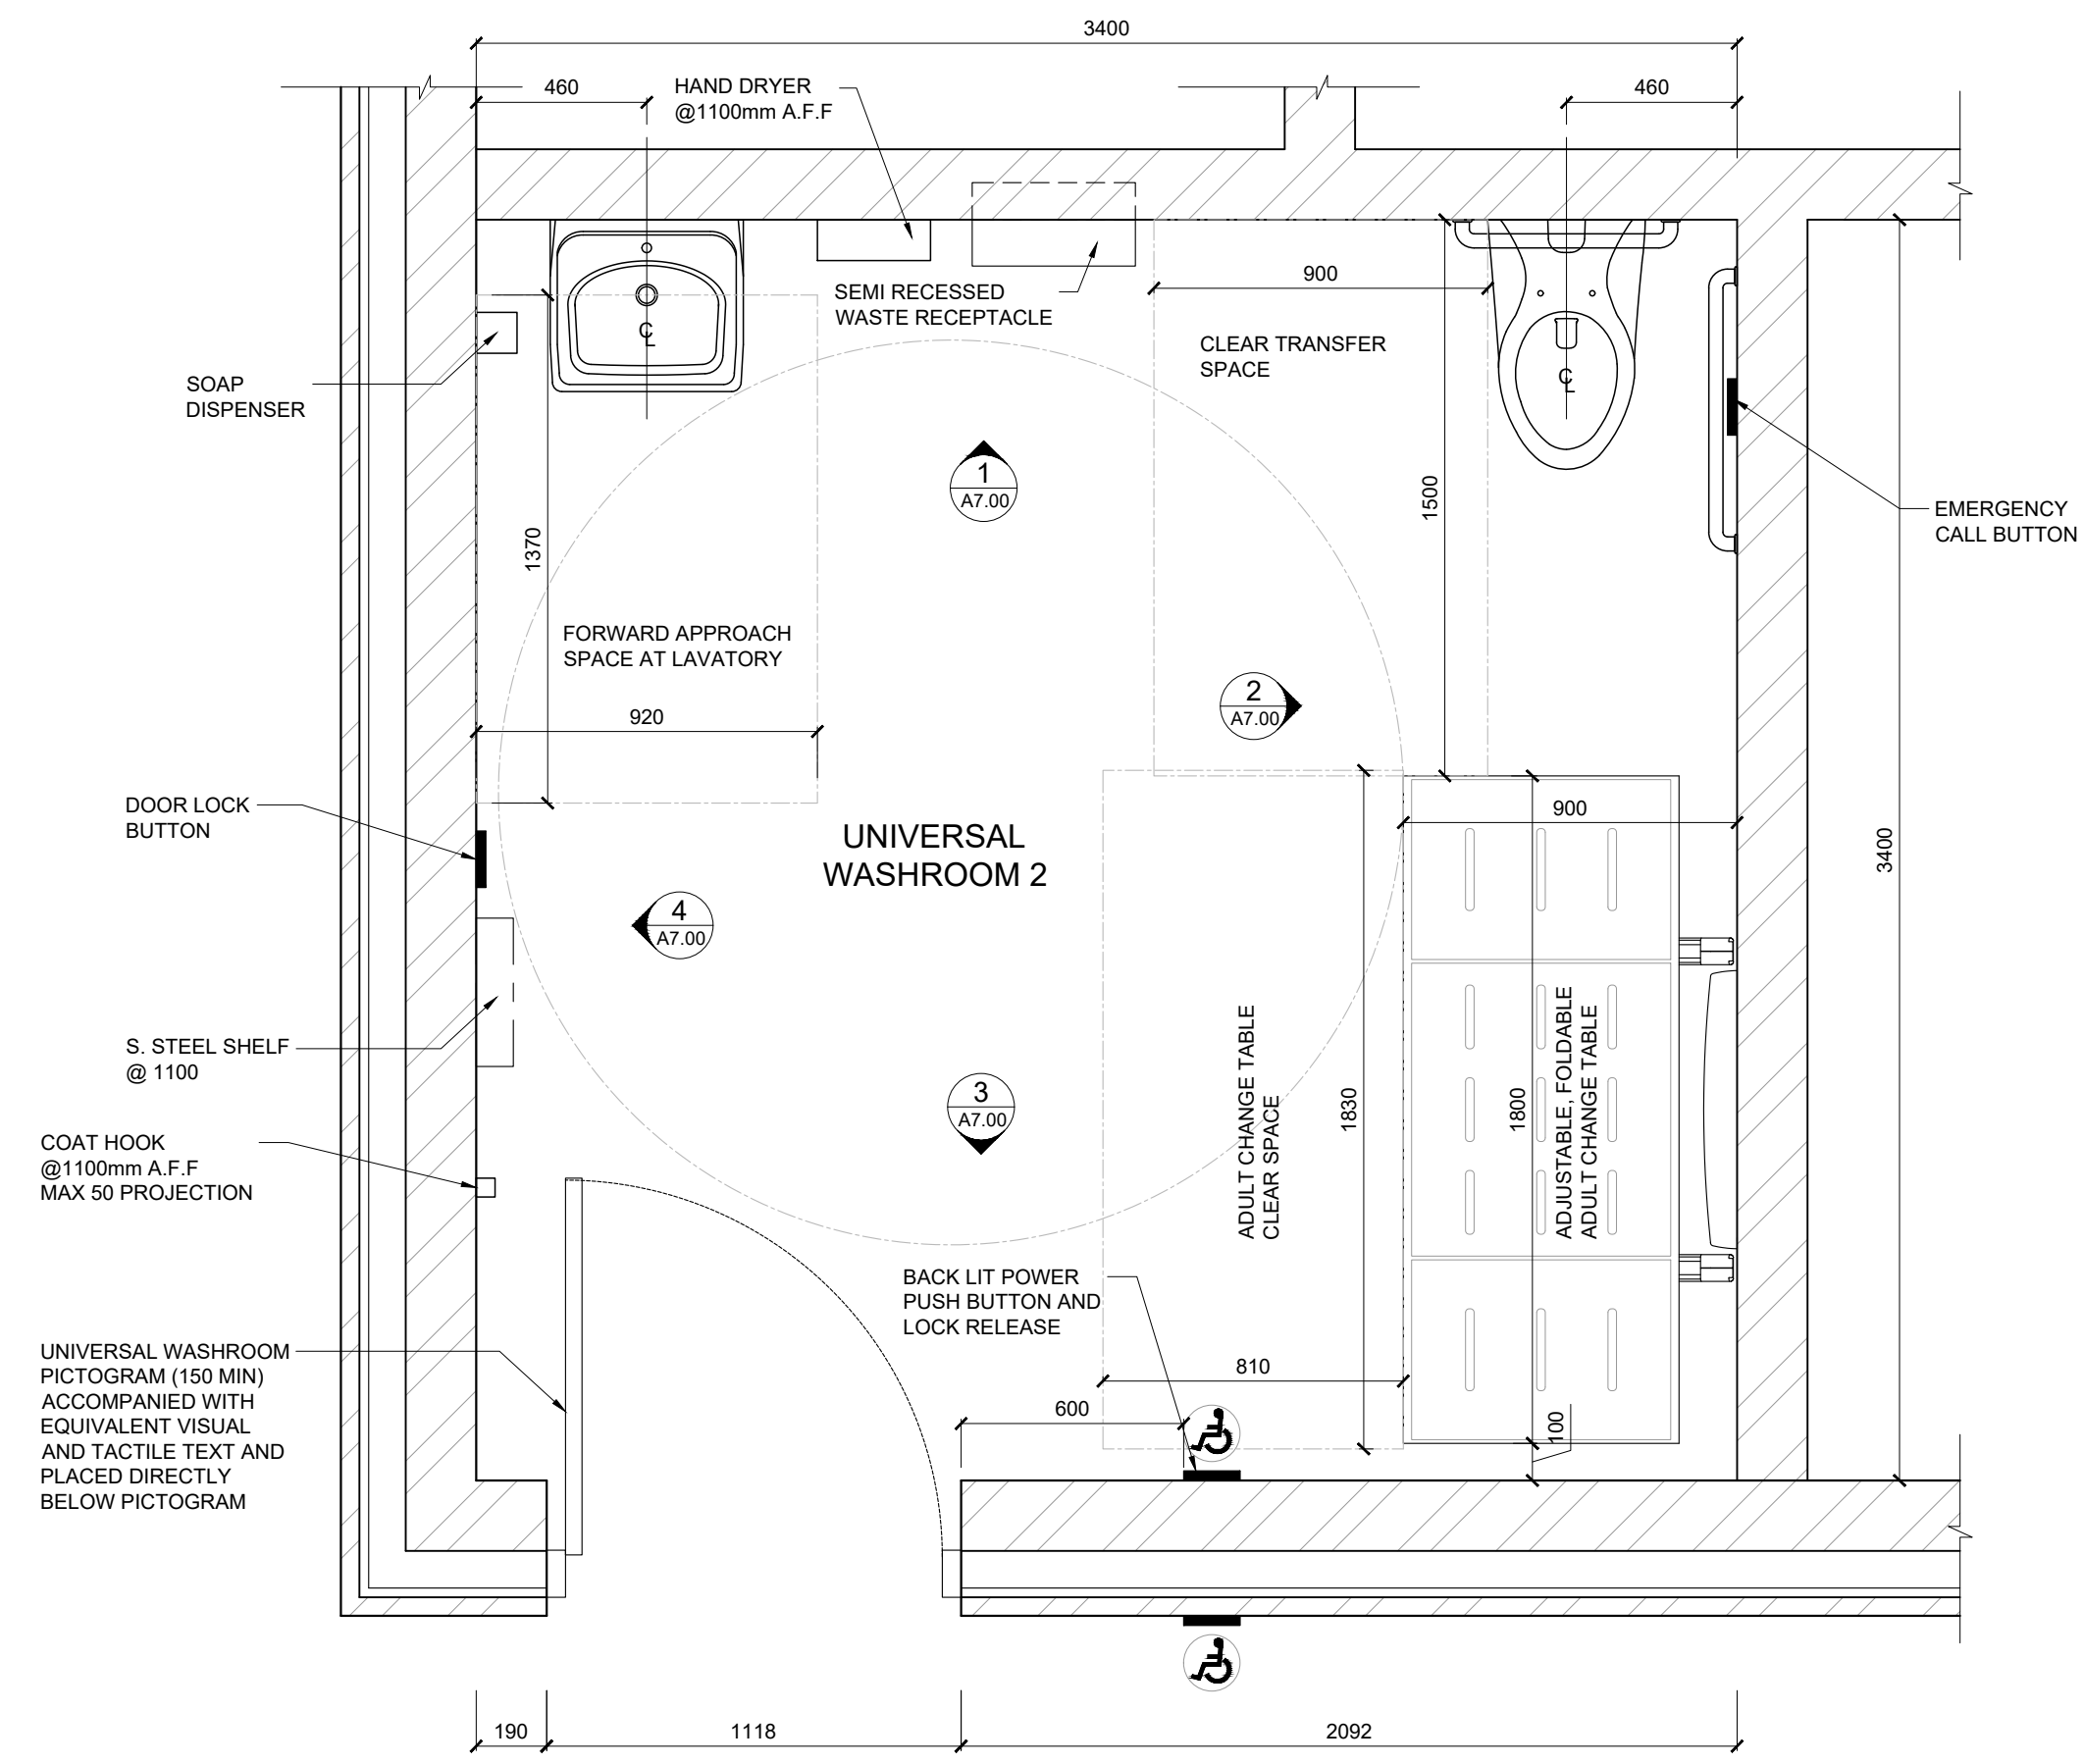 3400
460
HAND DRYER
@1100mm A.F.F
460
900
SEMI RECESSED
WASTE RECEPTACLE
CLEAR TRANSFER
SPACE
℄
℄
SOAP
DISPENSER
1
A7.00
1500
EMERGENCY
CALL BUTTON
1370
FORWARD APPROACH
SPACE AT LAVATORY
920
2
A7.00
DOOR LOCK
BUTTON
UNIVERSAL
WASHROOM 2
900
3400
4
A7.00
S. STEEL SHELF
@ 1100
3
A7.00
ADULT CHANGE TABLE
CLEAR SPACE
1830
1800
ADJUSTABLE, FOLDABLE
ADULT CHANGE TABLE
COAT HOOK
@1100mm A.F.F
MAX 50 PROJECTION
BACK LIT POWER
PUSH BUTTON AND
LOCK RELEASE
UNIVERSAL WASHROOM
PICTOGRAM (150 MIN)
ACCOMPANIED WITH
EQUIVALENT VISUAL
AND TACTILE TEXT AND
PLACED DIRECTLY
BELOW PICTOGRAM
810
600
100
190
1118
2092